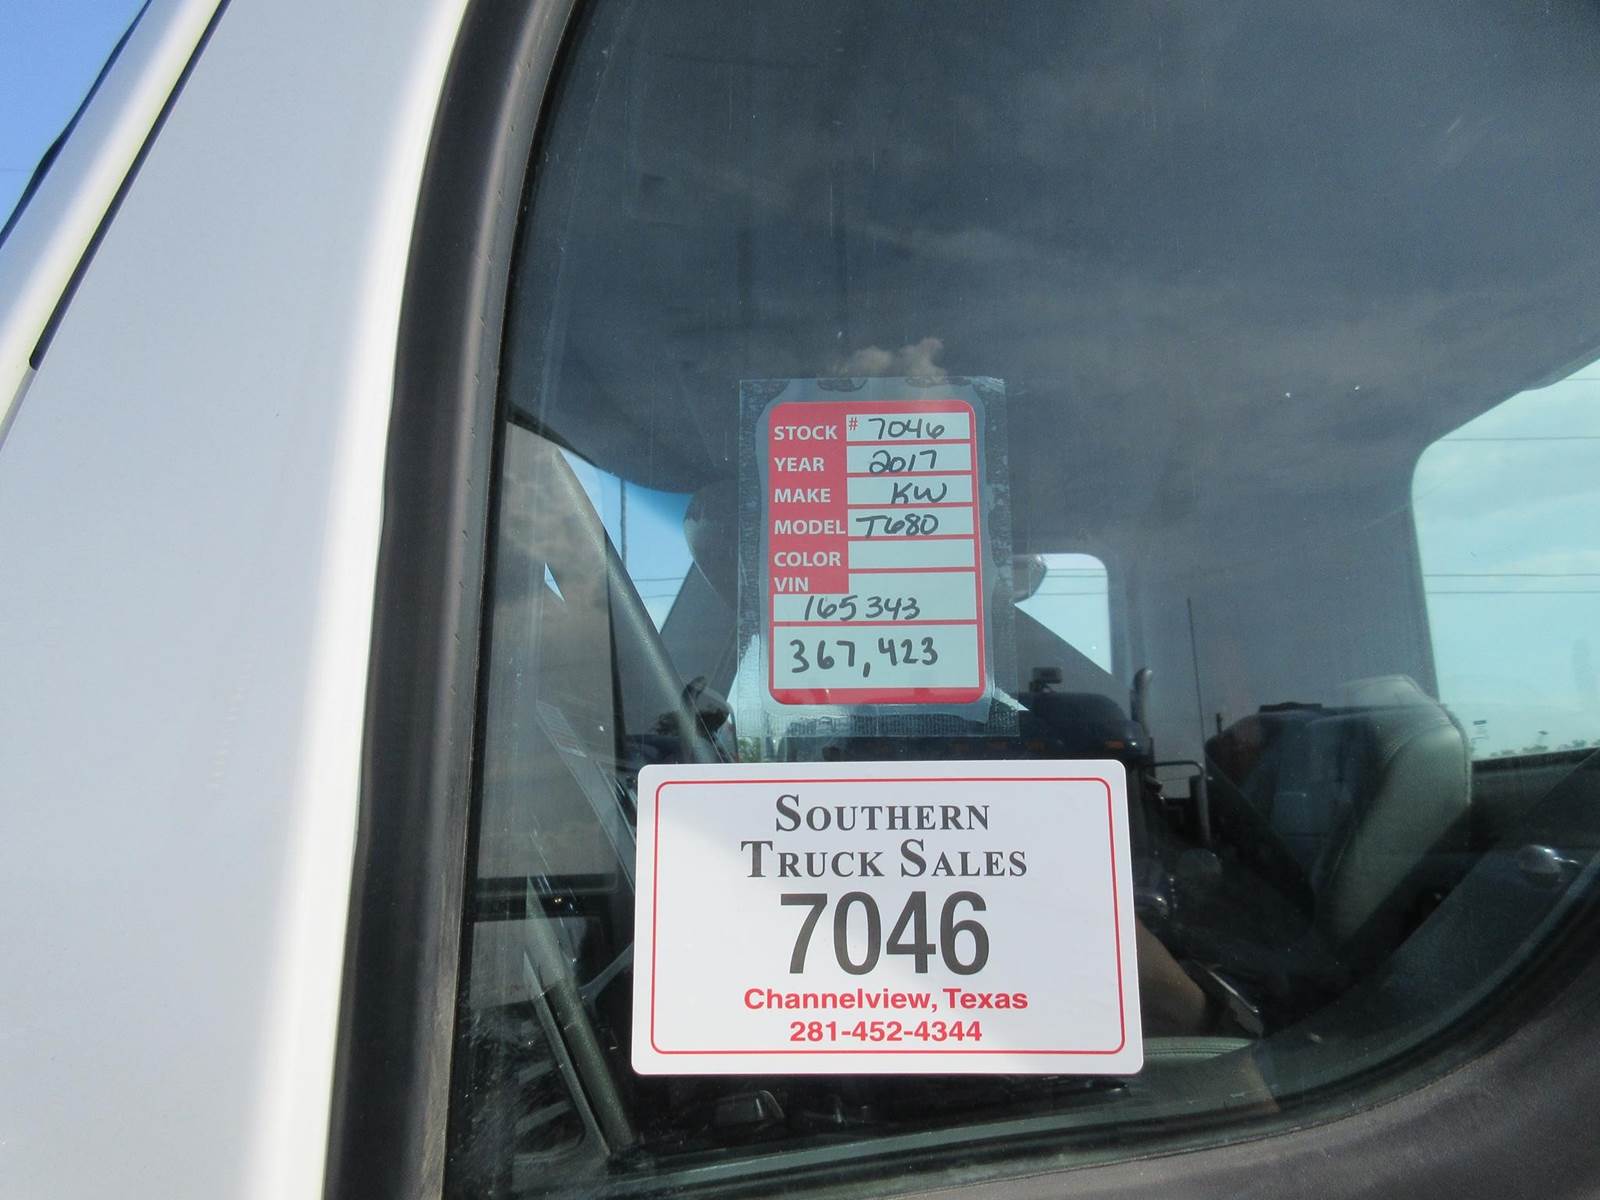 STOCK # 7046
YEAR 2017
MAKE KW
MODEL T680
COLOR
VIN
165343
367,423
SOUTHERN
TRUCK SALES
7046
Channelview, Texas
281-452-4344